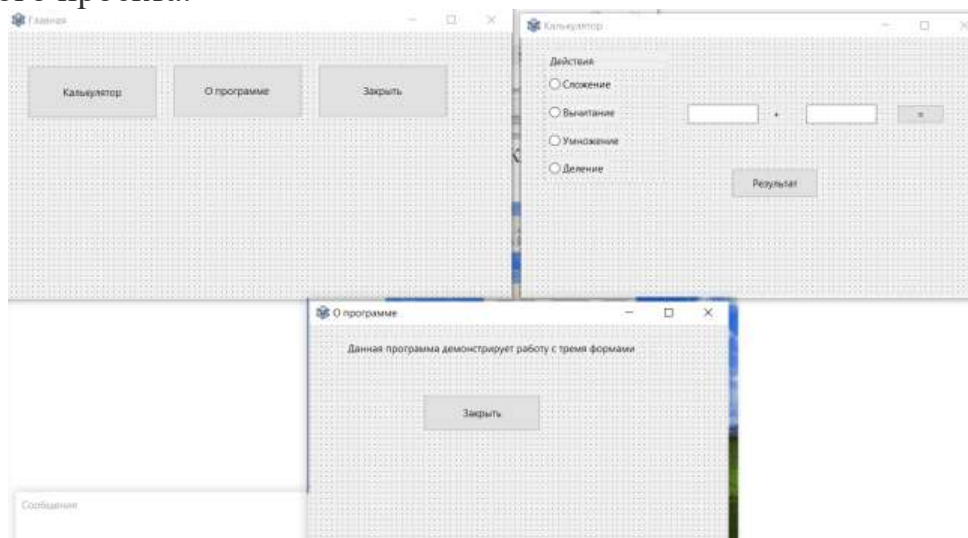 Главная
Калькулятор
О программе
Закрыть
Калькулятор
Действия
Сложение
Вычитание
Умножение
Деление
+
=
Результат
О программе
Данная программа демонстрирует работу с тремя формами
Закрыть
Сообщения